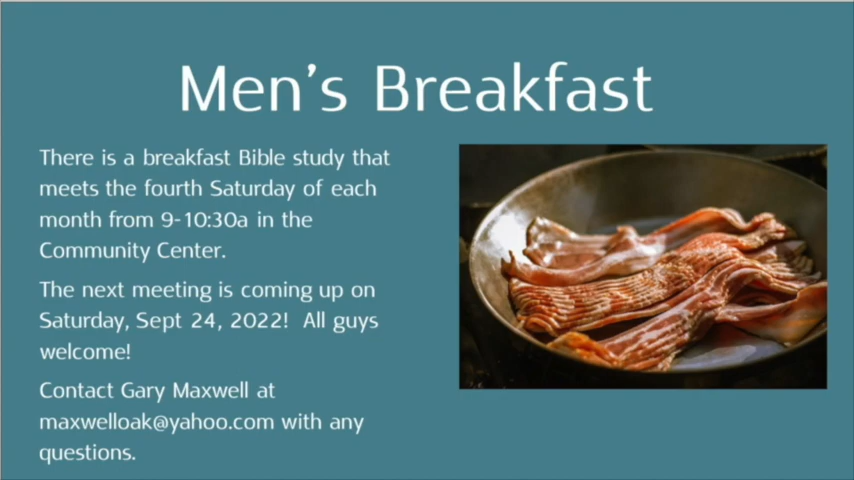 Men's Breakfast
There is a breakfast Bible study that
meets the fourth Saturday of each
month from 9-10:30a in the
Community Center.
The next meeting is coming up on
Saturday, Sept 24, 2022!  All guys
welcome!
Contact Gary Maxwell at
maxwelloak@yahoo.com with any
questions.